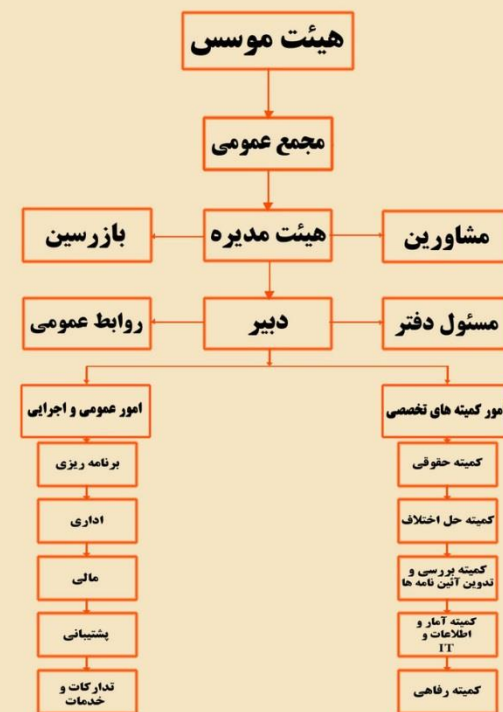 هیئت موسس
مجمع عمومی
مشاورین
هیئت مدیره
بازرسین
مسئول دفتر
دبیر
روابط عمومی
مور کمیته های تخصصی
کمیته حقوقی
کمیته حل اختلاف
کمیته بررسی و
تدوین آئین نامه ها
کمیته آمار و
اطلاعات و
IT
کمیته رفاهی
امور عمومی و اجرایی
برنامه ریزی
اداری
مالی
پشتیبانی
تدارکات و
خدمات